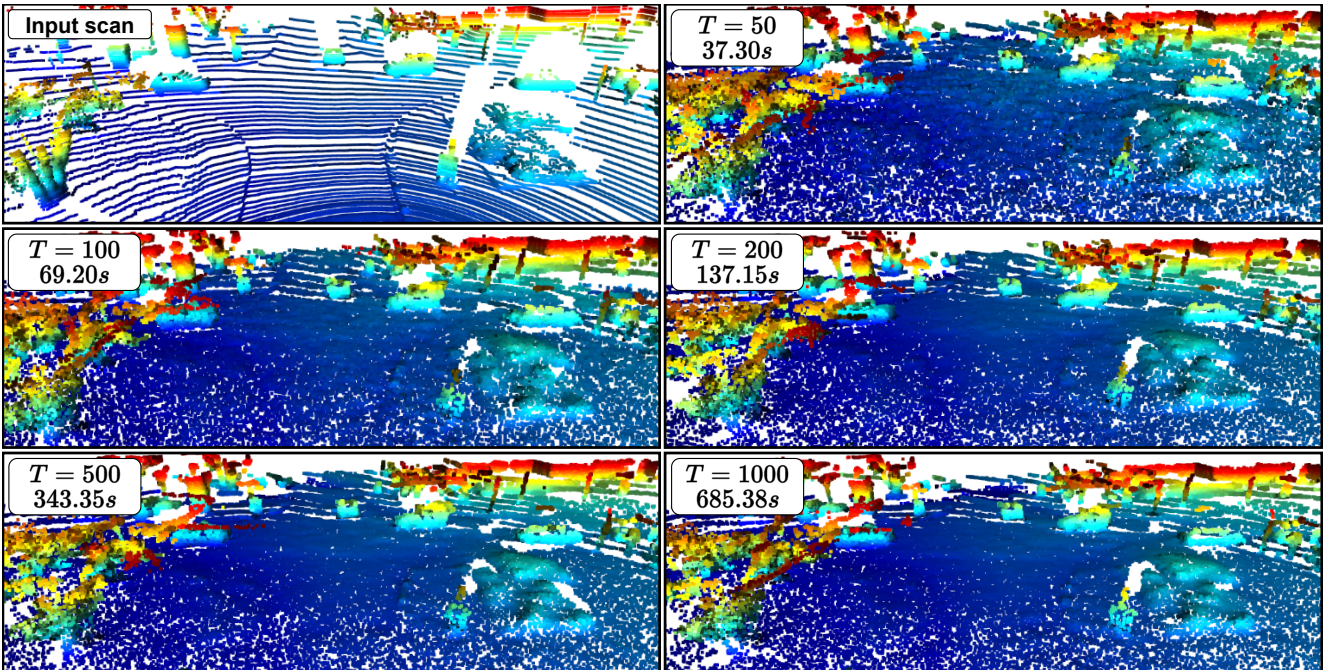 Input scan
T = 50
37.30s
T = 100
69.20s
T = 200
137.15s
T = 500
343.35s
T = 1000
685.38s